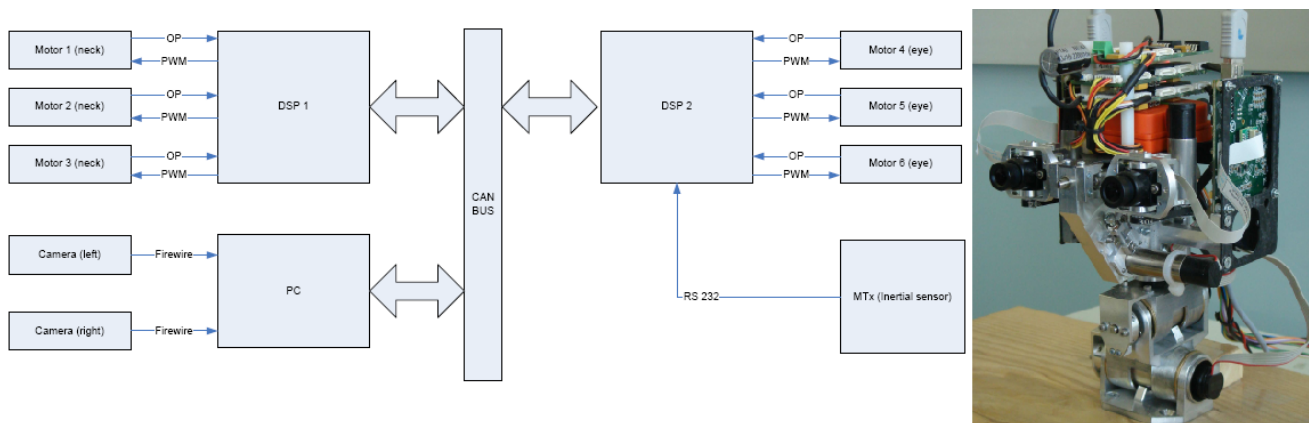 Motor 1 (neck)
OP
PWM
Motor 2 (neck)
OP
PWM
Motor 3 (neck)
OP
PWM
DSP 1
Camera (left)
Firewire
Camera (right)
Firewire
PC
CAN
BUS
DSP 2
OP
PWM
Motor 4 (eye)
OP
PWM
Motor 5 (eye)
OP
PWM
Motor 6 (eye)
RS 232
MTx (Inertial sensor)